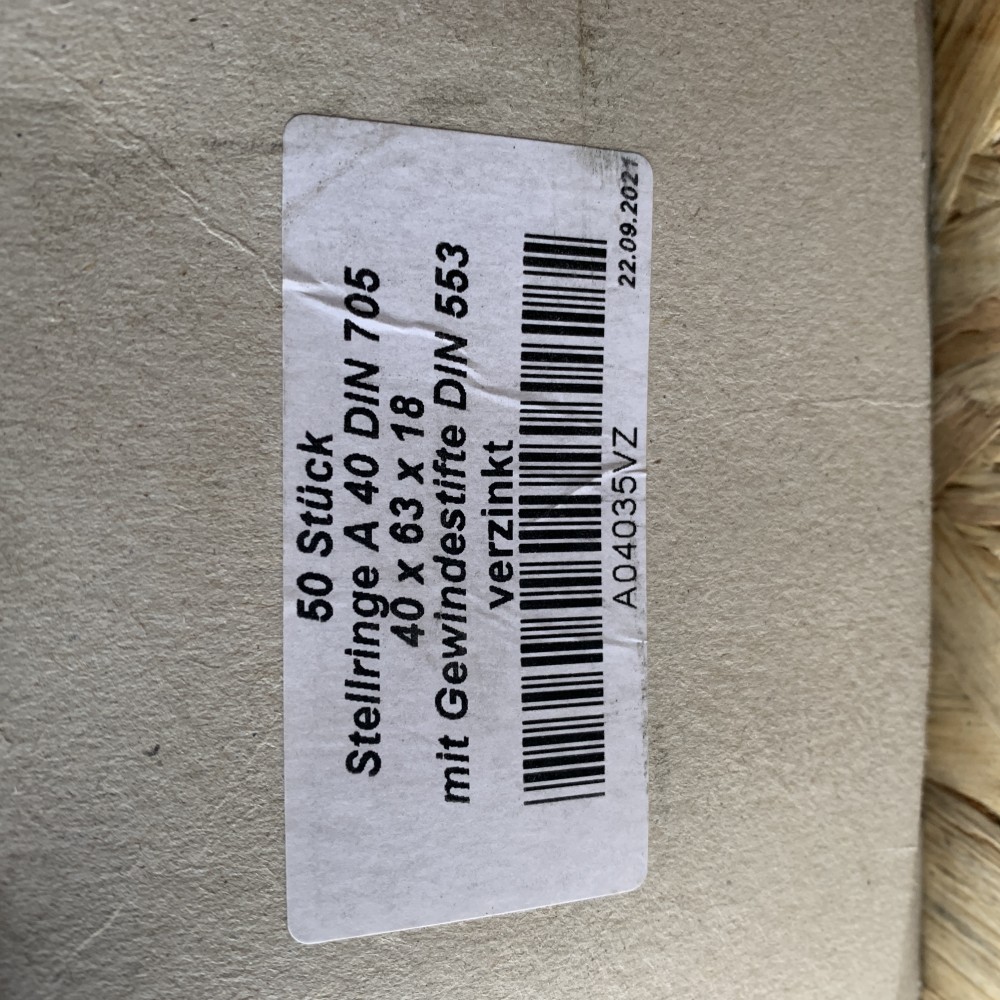 50 Stück
Stellringe A 40 DIN 705
40 x 63 x 18
mit Gewindestifte DIN 553
verzinkt
A04035VZ
22.09.2021